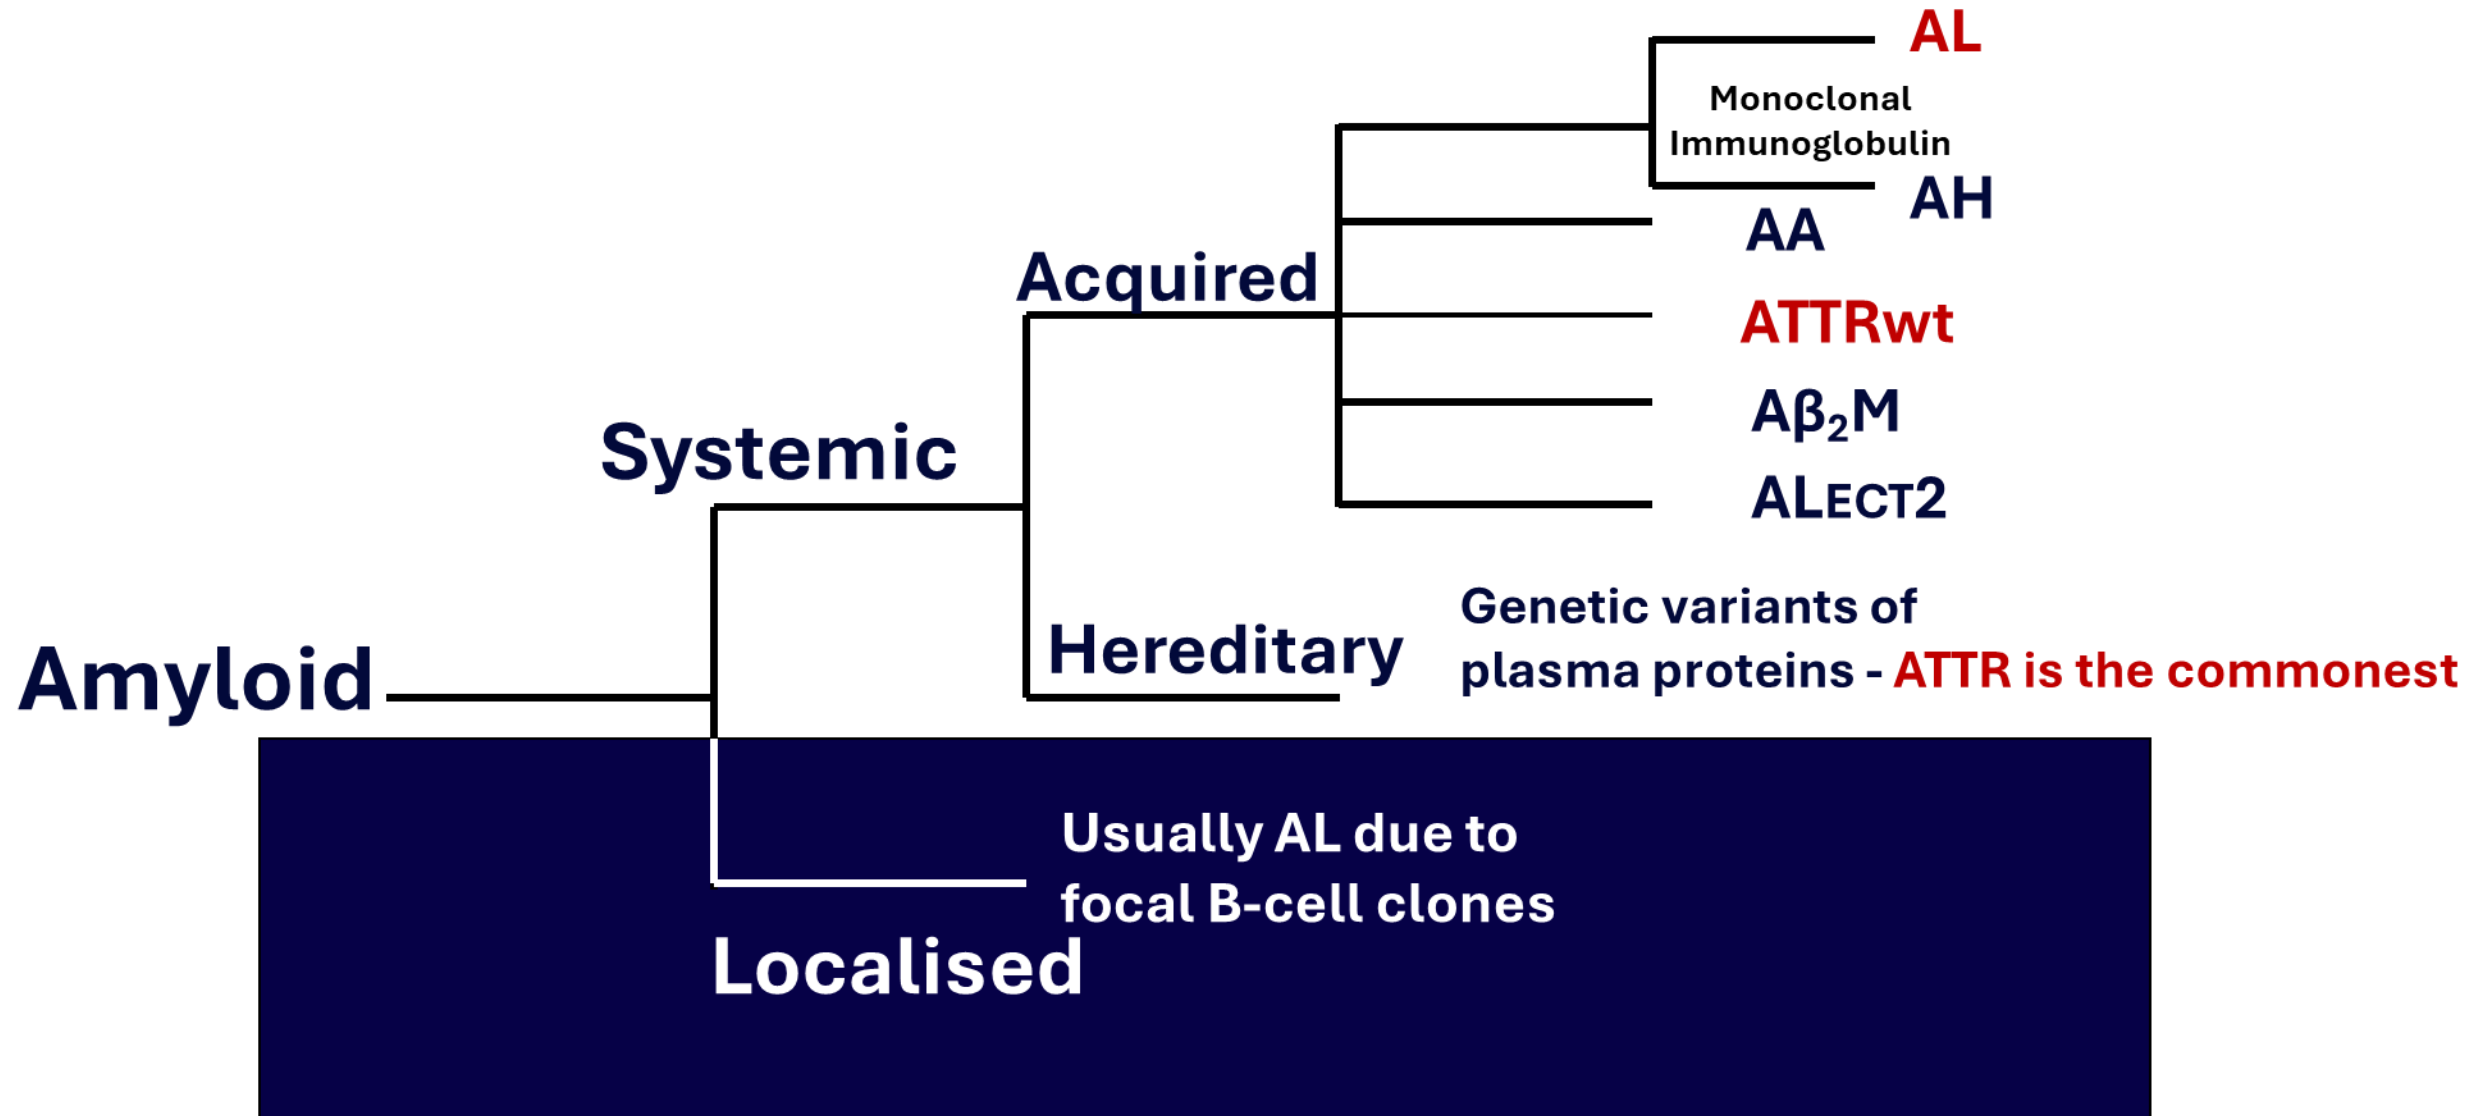 AL
Monoclonal
Immunoglobulin
AH
AA
Acquired
ATTRwt
Aβ₂M
Systemic
ALECT2
Genetic variants of
Hereditary
plasma proteins - ATTR is the commonest
Amyloid
Usually AL due to
focal B-cell clones
Localised